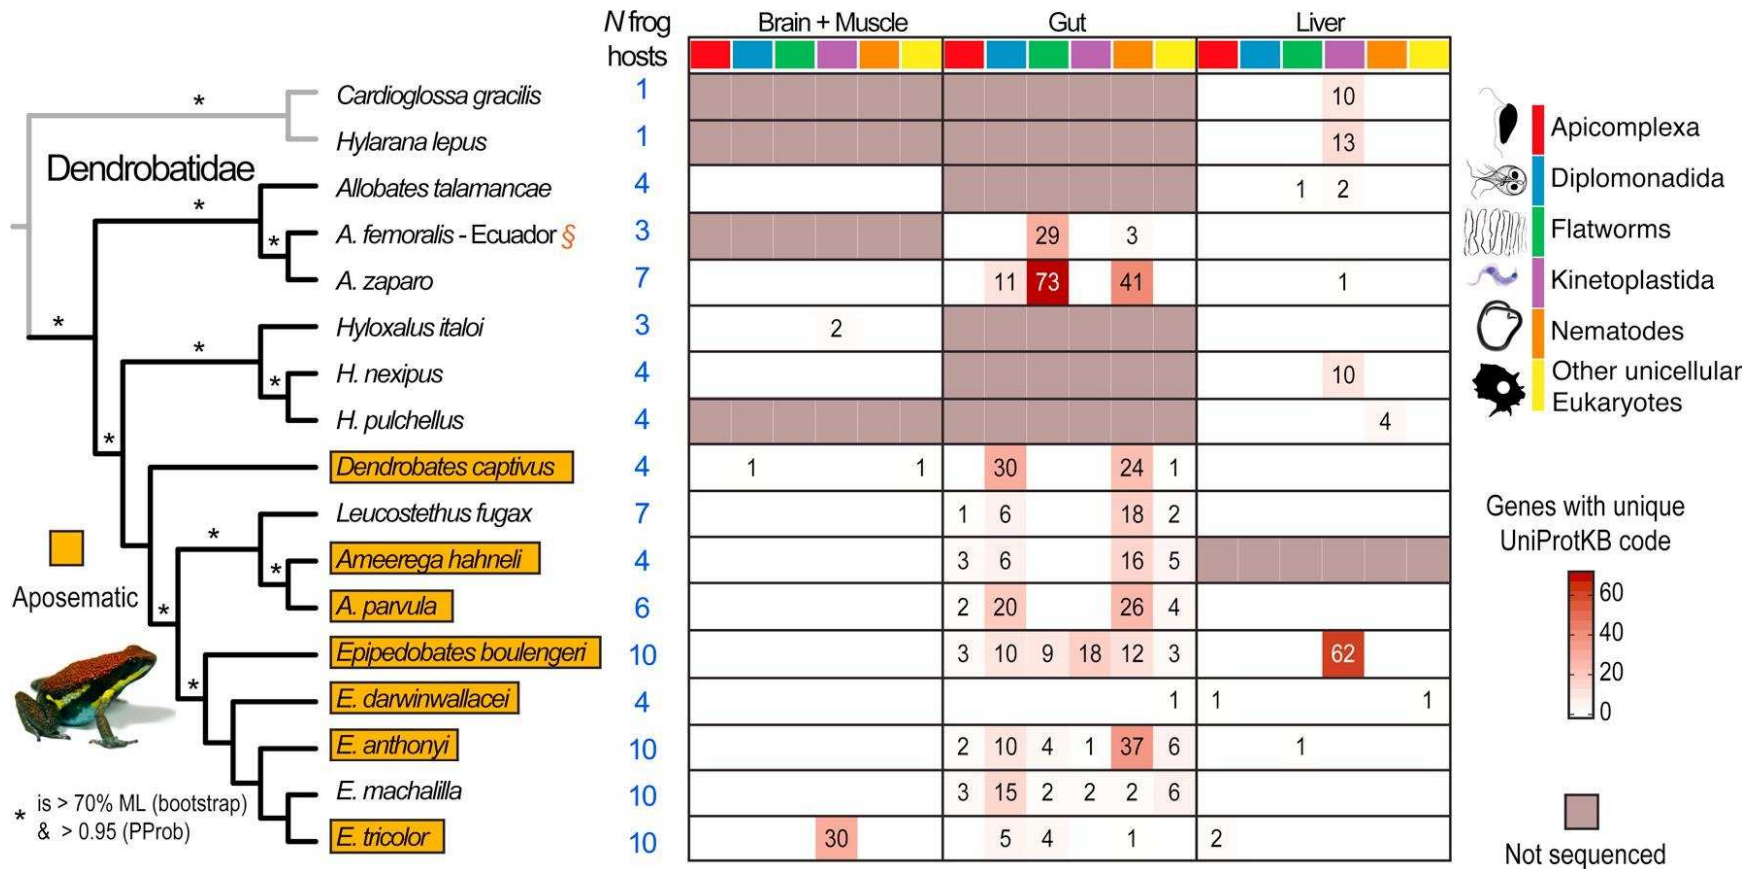 N frog hosts
Brain + Muscle Gut Liver
Dendrobatidae
* Cardioglossa gracilis 1 10
Hylarana lepus 1 13
* Allobates talamancae 4 1 2
* A. femoralis - Ecuador § 3 29 3
A. zaparo 7 11 73 41 1
* * Hyloxalus italoi 3 2
* H. nexipus 4 10
H. pulchellus 4 4
* Dendrobates captivus 4 1 1 30 24 1
* Leucostethus fugax 7 1 6 18 2
* Ameerega hahneli 4 3 6 16 5
* A. parvula 6 2 20 26 4
Epipedobates boulengeri 10 3 10 9 18 12 3 62
* E. darwinwallacei 4 1 1 1
E. anthonyi 10 2 10 4 1 37 6 1
E. machalilla 10 3 15 2 2 2 6
E. tricolor 10 30 5 4 1 2
Aposematic
* is > 70% ML (bootstrap)
& > 0.95 (PProb)
Apicomplexa
Diplomonadida
Flatworms
Kinetoplastida
Nematodes
Other unicellular
Eukaryotes
Genes with unique
UniProtKB code
60
40
20
0
Not sequenced